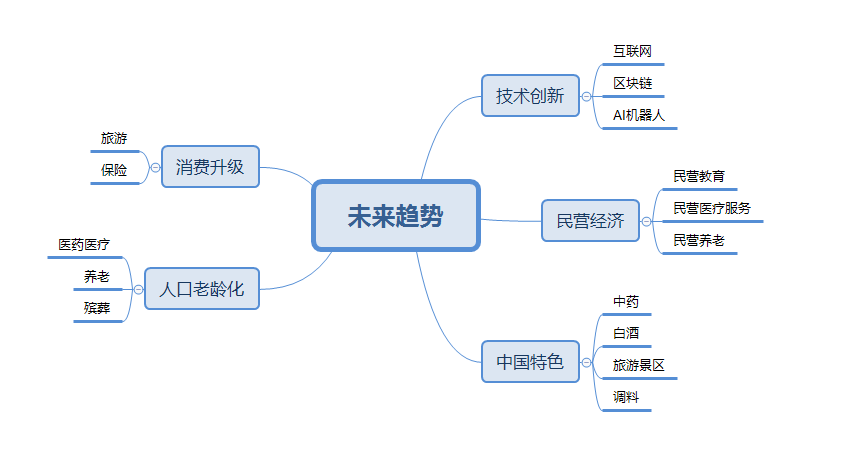 未来趋势
技术创新
互联网
区块链
AI机器人
民营经济
民营教育
民营医疗服务
民营养老
中国特色
中药
白酒
旅游景区
调料
消费升级
旅游
保险
人口老龄化
医药医疗
养老
殡葬